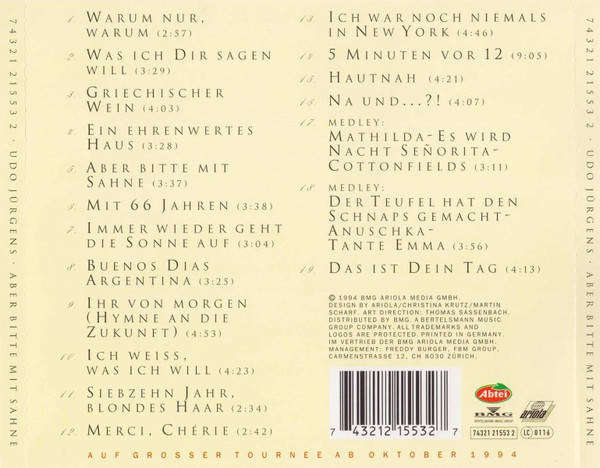 74321 21553 2 · UDO JÜRGENS · ABER BITTE MIT SAHNE
1. WARUM NUR,
WARUM (2:57)
2. WAS ICH DIR SAGEN
WILL (3:29)
3. GRIECHISCHER
WEIN (4:03)
4. EIN EHRENWERTES
HAUS (3:28)
5. ABER BITTE MIT
SAHNE (3:37)
6. MIT 66 JAHREN (3:38)
7. IMMER WIEDER GEHT
DIE SONNE AUF (3:04)
8. BUENOS DIAS
ARGENTINA (3:25)
9. IHR VON MORGEN
(HYMNE AN DIE
ZUKUNFT) (4:53)
10. ICH WEISS,
WAS ICH WILL (4:23)
11. SIEBZEHN JAHR,
BLONDES HAAR (2:34)
12. MERCI, CHÉRIE (2:42)
13. ICH WAR NOCH NIEMALS
IN NEW YORK (4:46)
14. 5 MINUTEN VOR 12 (9:05)
15. HAUTNAH (4:21)
16. NA UND...?! (4:07)
17. MEDLEY:
MATHILDA-ES WIRD
NACHT SEÑORITA-
COTTONFIELDS (3:11)
18. MEDLEY:
DER TEUFEL HAT DEN
SCHNAPS GEMACHT-
ANUSCHKA-
TANTE EMMA (3:56)
19. DAS IST DEIN TAG (4:13)
© 1994 BMG ARIOLA MEDIA GMBH.
DESIGN BY ARIOLA/CHRISTINA KRUTZ/MARTIN
SCHARF. ART DIRECTION: THOMAS SASSENBACH.
DISTRIBUTED BY BMG. A BERTELSMANN MUSIC
GROUP COMPANY. ALL TRADEMARKS AND
LOGOS ARE PROTECTED. PRINTED IN GERMANY.
IM VERTRIEB DER BMG ARIOLA MEDIA GMBH.
MANAGEMENT: FREDDY BURGER, FBM GROUP,
CARMENSTRASSE 12, CH 8030 ZÜRICH.
7 43212 15532 7
Abtei
BMG
ariola
74321 21553 2
LC 0116
AUF GROSSER TOURNEE AB OKTOBER 1994
74321 21553 2 · UDO JÜRGENS · ABER BITTE MIT SAHNE